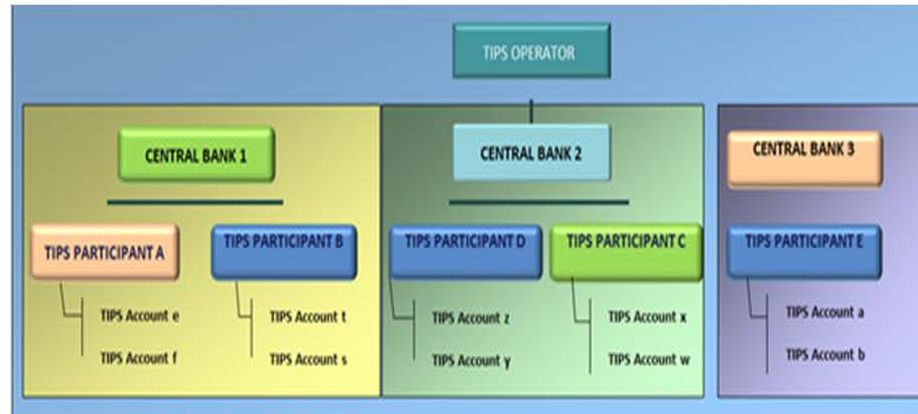 TIPS OPERATOR
CENTRAL BANK 1
CENTRAL BANK 2
CENTRAL BANK 3
TIPS PARTICIPANT A
TIPS PARTICIPANT B
TIPS PARTICIPANT D
TIPS PARTICIPANT C
TIPS PARTICIPANT E
TIPS Account e
TIPS Account f
TIPS Account t
TIPS Account s
TIPS Account z
TIPS Account y
TIPS Account x
TIPS Account w
TIPS Account a
TIPS Account b